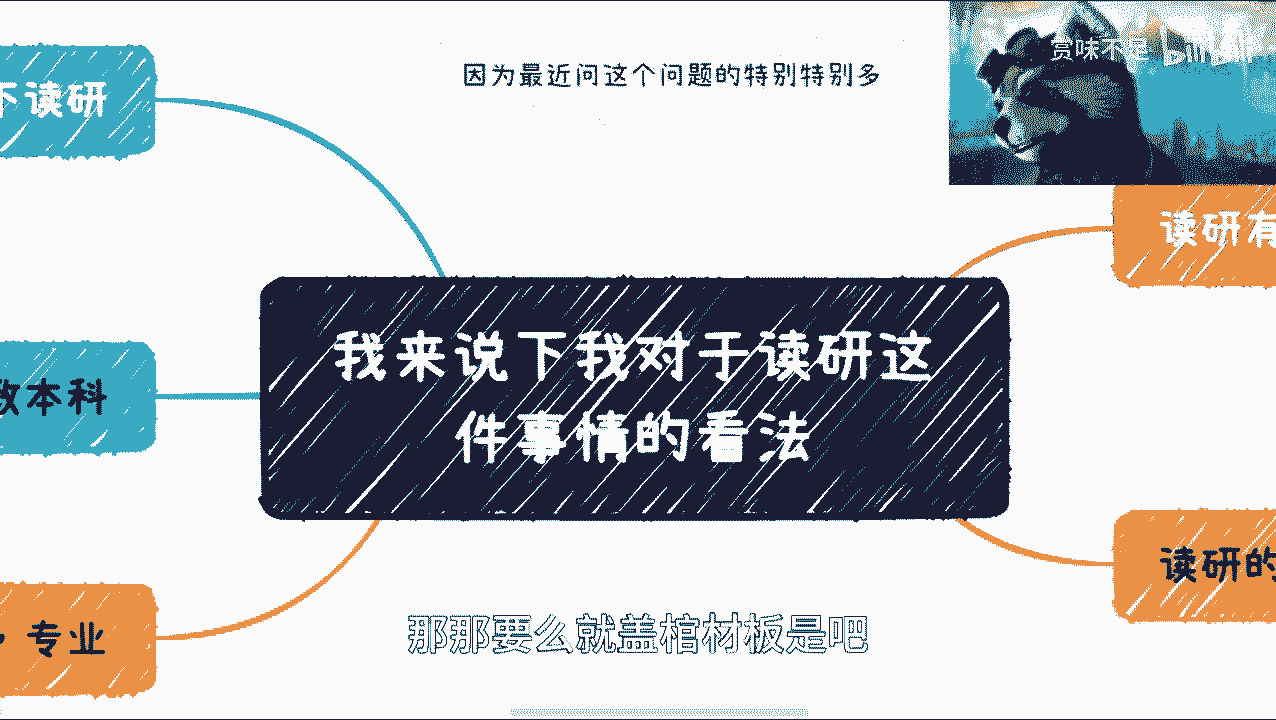 因为最近问这个问题的特别特别多
赏味不足
bilibili
下读研
读研有
我来说下我对于读研这
件事情的看法
数本科
读研的
专业
那那要么就盖棺材板是吧